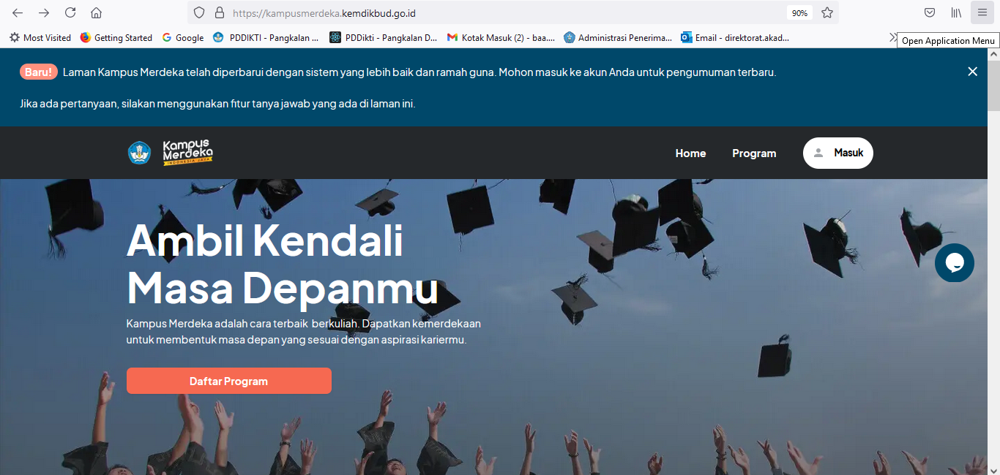 https://kampusmerdeka.kemdikbud.go.id
90%
Most Visited
Getting Started
Google
PDDIKTI - Pangkalan ...
PDDikti - Pangkalan D...
Kotak Masuk (2) - baa....
Administrasi Penerima...
Email - direktorat.akad...
Open Application Menu
Baru! Laman Kampus Merdeka telah diperbarui dengan sistem yang lebih baik dan ramah guna. Mohon masuk ke akun Anda untuk pengumuman terbaru.
Jika ada pertanyaan, silakan menggunakan fitur tanya jawab yang ada di laman ini.
Kampus
Merdeka
INDONESIA JAYA
Home
Program
Masuk
Ambil Kendali
Masa Depanmu
Kampus Merdeka adalah cara terbaik berkuliah. Dapatkan kemerdekaan
untuk membentuk masa depan yang sesuai dengan aspirasi kariermu.
Daftar Program